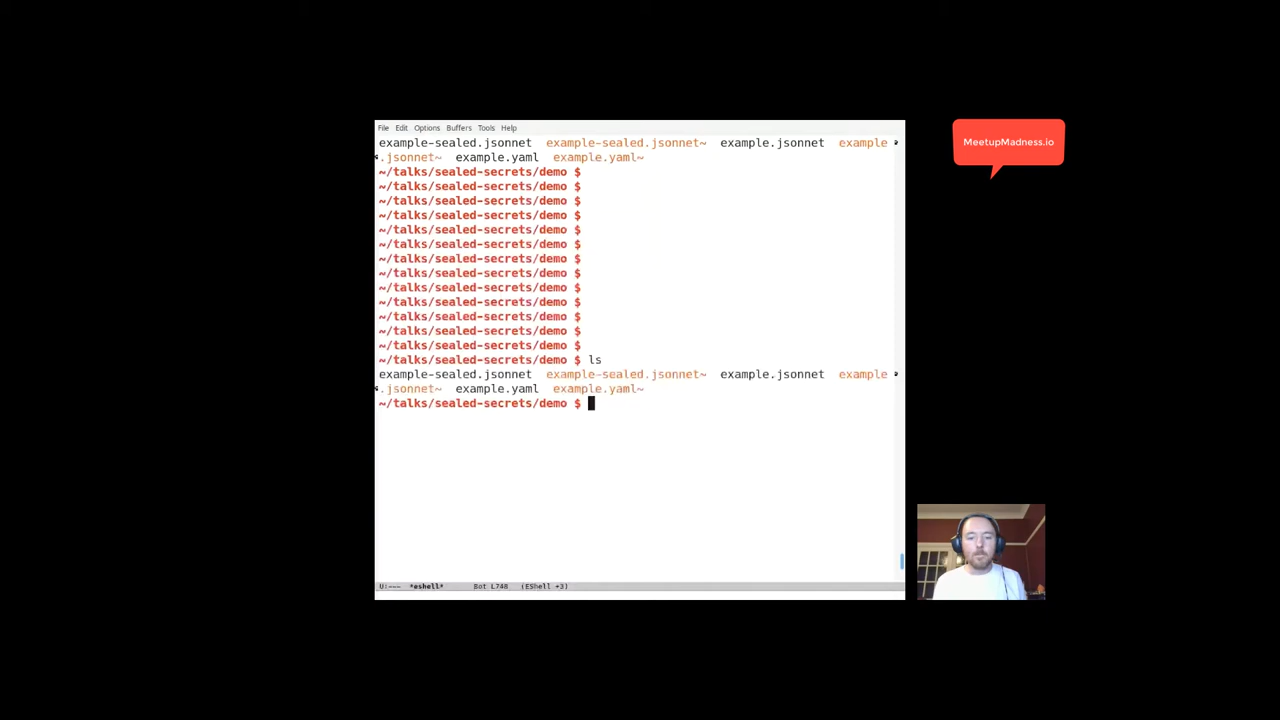 File Edit Options Buffers Tools Help
example-sealed.jsonnet example-sealed.jsonnet~ example.jsonnet example
.jsonnet~ example.yaml example.yaml~
~/talks/sealed-secrets/demo $
~/talks/sealed-secrets/demo $
~/talks/sealed-secrets/demo $
~/talks/sealed-secrets/demo $
~/talks/sealed-secrets/demo $
~/talks/sealed-secrets/demo $
~/talks/sealed-secrets/demo $
~/talks/sealed-secrets/demo $
~/talks/sealed-secrets/demo $
~/talks/sealed-secrets/demo $
~/talks/sealed-secrets/demo $
~/talks/sealed-secrets/demo $
~/talks/sealed-secrets/demo $
~/talks/sealed-secrets/demo $ ls
example-sealed.jsonnet example-sealed.jsonnet~ example.jsonnet example
.jsonnet~ example.yaml example.yaml~
~/talks/sealed-secrets/demo $
U:--- *eshell* Bot L748 (EShell +3)
MeetupMadness.io